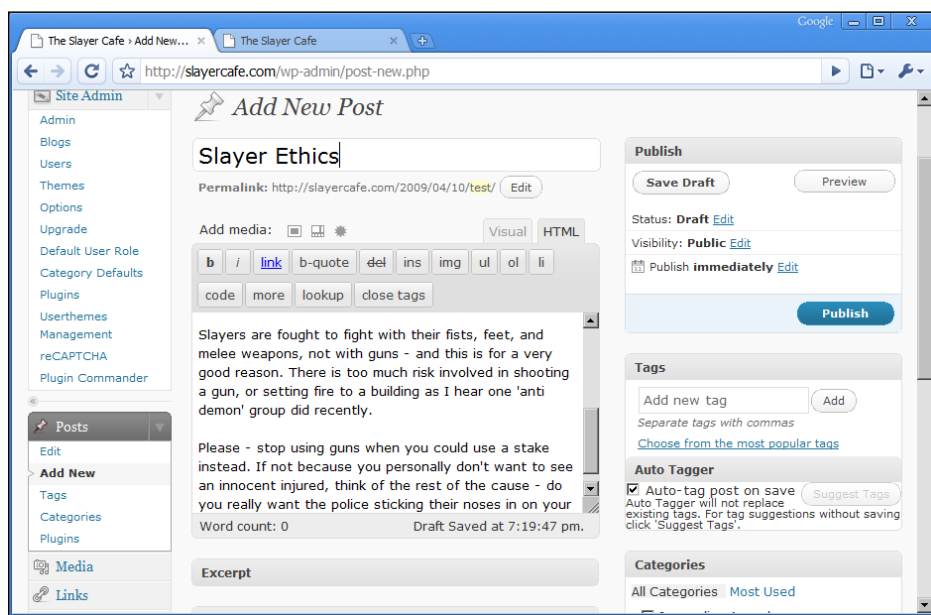 Google
The Slayer Cafe › Add New...
The Slayer Cafe
http://slayercafe.com/wp-admin/post-new.php
Site Admin
Admin
Blogs
Users
Themes
Options
Upgrade
Default User Role
Category Defaults
Plugins
Userthemes
Management
reCAPTCHA
Plugin Commander
Posts
Edit
Add New
Tags
Categories
Plugins
Media
Links
Add New Post
Slayer Ethics
Permalink: http://slayercafe.com/2009/04/10/test/ Edit
Add media:
Visual HTML
b i link b-quote del ins img ul ol li
code more lookup close tags
Slayers are fought to fight with their fists, feet, and
melee weapons, not with guns - and this is for a very
good reason. There is too much risk involved in shooting
a gun, or setting fire to a building as I hear one 'anti
demon' group did recently.
Please - stop using guns when you could use a stake
instead. If not because you personally don't want to see
an innocent injured, think of the rest of the cause - do
you really want the police sticking their noses in on your
Word count: 0 Draft Saved at 7:19:47 pm.
Excerpt
Publish
Save Draft Preview
Status: Draft Edit
Visibility: Public Edit
Publish immediately Edit
Publish
Tags
Add new tag Add
Separate tags with commas
Choose from the most popular tags
Auto Tagger
Auto-tag post on save Suggest Tags
Auto Tagger will not replace
existing tags. For tag suggestions without saving
click 'Suggest Tags'.
Categories
All Categories Most Used